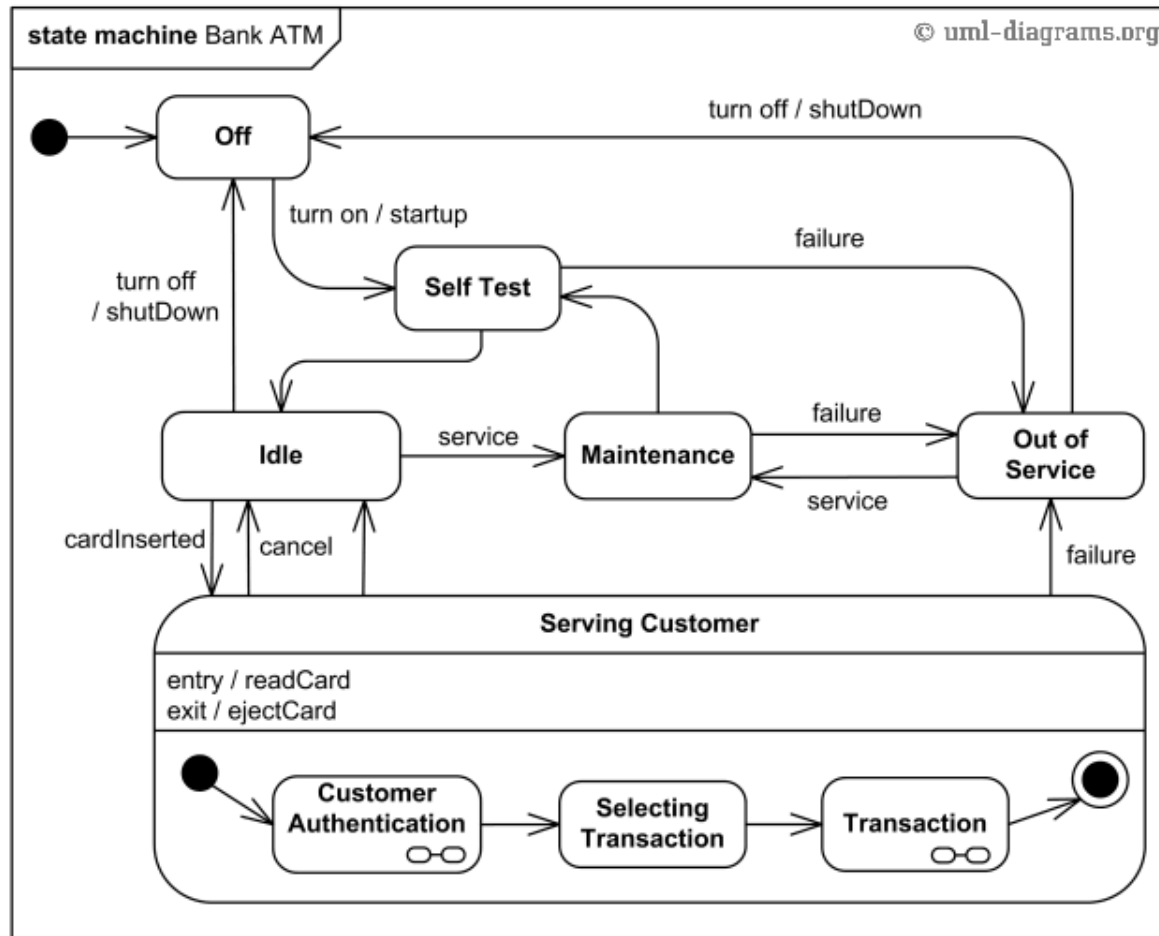 state machine Bank ATM
© uml-diagrams.org
Off
turn off / shutDown
turn on / startup
failure
Self Test
turn off
/ shutDown
Idle
service
Maintenance
failure
service
Out of
Service
cardInserted
cancel
failure
Serving Customer
entry / readCard
exit / ejectCard
Customer
Authentication
Selecting
Transaction
Transaction